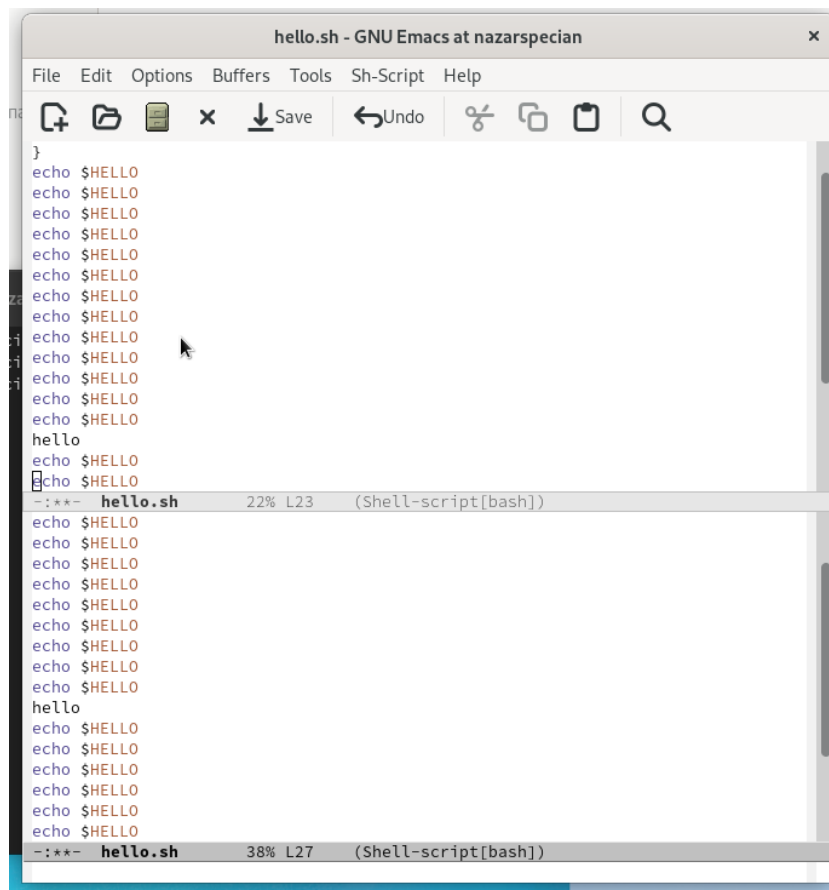 hello.sh - GNU Emacs at nazarspecian ×
File Edit Options Buffers Tools Sh-Script Help
Save Undo
}
echo $HELLO
echo $HELLO
echo $HELLO
echo $HELLO
echo $HELLO
echo $HELLO
echo $HELLO
echo $HELLO
echo $HELLO
echo $HELLO
echo $HELLO
echo $HELLO
echo $HELLO
hello
echo $HELLO
echo $HELLO
-:**- hello.sh 22% L23 (Shell-script[bash])
echo $HELLO
echo $HELLO
echo $HELLO
echo $HELLO
echo $HELLO
echo $HELLO
echo $HELLO
echo $HELLO
echo $HELLO
hello
echo $HELLO
echo $HELLO
echo $HELLO
echo $HELLO
echo $HELLO
echo $HELLO
-:**- hello.sh 38% L27 (Shell-script[bash])